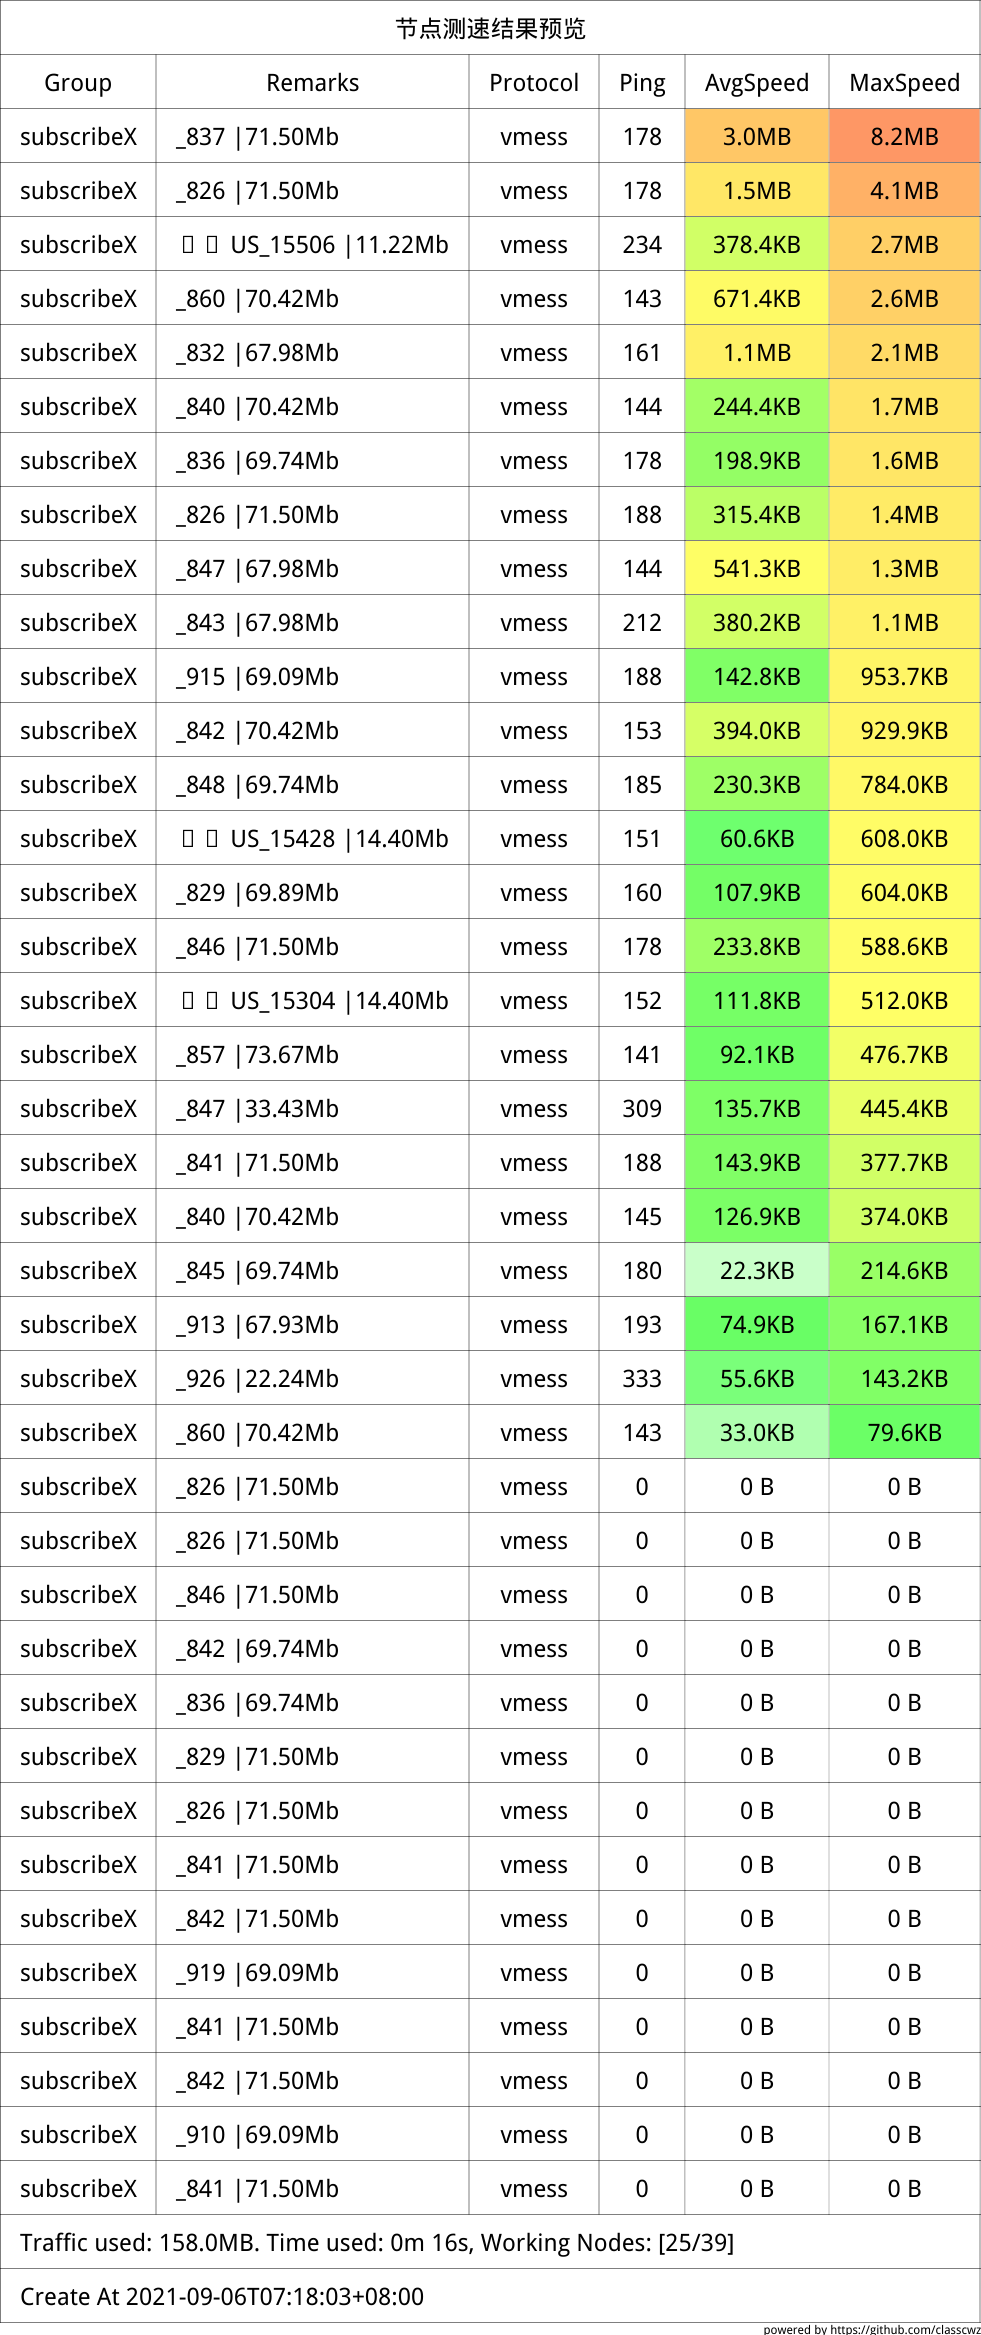 节点测速结果预览
Group Remarks Protocol Ping AvgSpeed MaxSpeed
subscribeX _837 |71.50Mb vmess 178 3.0MB 8.2MB
subscribeX _826 |71.50Mb vmess 178 1.5MB 4.1MB
subscribeX US_15506 |11.22Mb vmess 234 378.4KB 2.7MB
subscribeX _860 |70.42Mb vmess 143 671.4KB 2.6MB
subscribeX _832 |67.98Mb vmess 161 1.1MB 2.1MB
subscribeX _840 |70.42Mb vmess 144 244.4KB 1.7MB
subscribeX _836 |69.74Mb vmess 178 198.9KB 1.6MB
subscribeX _826 |71.50Mb vmess 188 315.4KB 1.4MB
subscribeX _847 |67.98Mb vmess 144 541.3KB 1.3MB
subscribeX _843 |67.98Mb vmess 212 380.2KB 1.1MB
subscribeX _915 |69.09Mb vmess 188 142.8KB 953.7KB
subscribeX _842 |70.42Mb vmess 153 394.0KB 929.9KB
subscribeX _848 |69.74Mb vmess 185 230.3KB 784.0KB
subscribeX US_15428 |14.40Mb vmess 151 60.6KB 608.0KB
subscribeX _829 |69.89Mb vmess 160 107.9KB 604.0KB
subscribeX _846 |71.50Mb vmess 178 233.8KB 588.6KB
subscribeX US_15304 |14.40Mb vmess 152 111.8KB 512.0KB
subscribeX _857 |73.67Mb vmess 141 92.1KB 476.7KB
subscribeX _847 |33.43Mb vmess 309 135.7KB 445.4KB
subscribeX _841 |71.50Mb vmess 188 143.9KB 377.7KB
subscribeX _840 |70.42Mb vmess 145 126.9KB 374.0KB
subscribeX _845 |69.74Mb vmess 180 22.3KB 214.6KB
subscribeX _913 |67.93Mb vmess 193 74.9KB 167.1KB
subscribeX _926 |22.24Mb vmess 333 55.6KB 143.2KB
subscribeX _860 |70.42Mb vmess 143 33.0KB 79.6KB
subscribeX _826 |71.50Mb vmess 0 0 B 0 B
subscribeX _826 |71.50Mb vmess 0 0 B 0 B
subscribeX _846 |71.50Mb vmess 0 0 B 0 B
subscribeX _842 |69.74Mb vmess 0 0 B 0 B
subscribeX _836 |69.74Mb vmess 0 0 B 0 B
subscribeX _829 |71.50Mb vmess 0 0 B 0 B
subscribeX _826 |71.50Mb vmess 0 0 B 0 B
subscribeX _841 |71.50Mb vmess 0 0 B 0 B
subscribeX _842 |71.50Mb vmess 0 0 B 0 B
subscribeX _919 |69.09Mb vmess 0 0 B 0 B
subscribeX _841 |71.50Mb vmess 0 0 B 0 B
subscribeX _842 |71.50Mb vmess 0 0 B 0 B
subscribeX _910 |69.09Mb vmess 0 0 B 0 B
subscribeX _841 |71.50Mb vmess 0 0 B 0 B
Traffic used: 158.0MB. Time used: 0m 16s, Working Nodes: [25/39]
Create At 2021-09-06T07:18:03+08:00
powered by https://github.com/classcwz